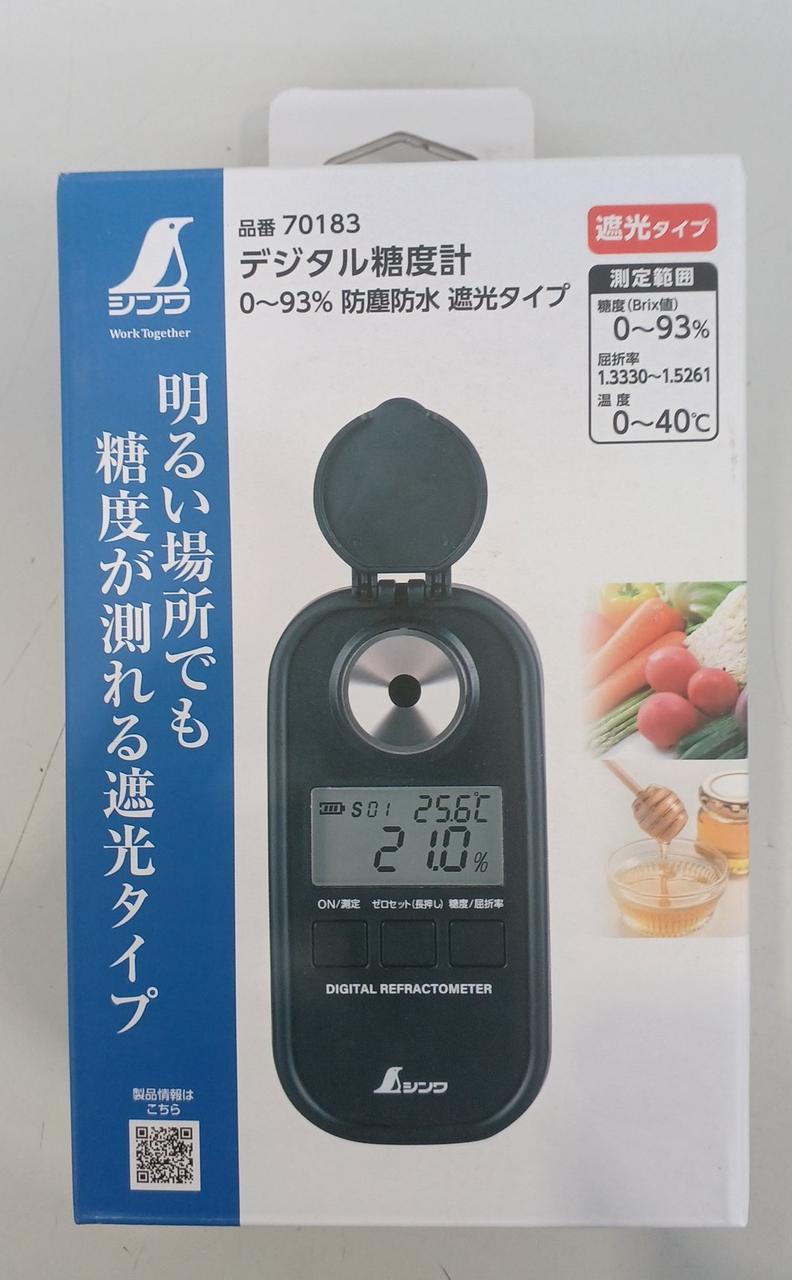 シンワ
Work Together
明るい場所でも
糖度が測れる遮光タイプ
製品情報は
こちら
品番 70183
デジタル糖度計
0～93% 防塵防水 遮光タイプ
遮光タイプ
測定範囲
糖度(Brix値)
0～93%
屈折率
1.3330～1.5261
温度
0～40℃
S01 25.6℃
21.0%
ON/測定 ゼロセット(長押し) 糖度/屈折率
DIGITAL REFRACTOMETER
シンワ